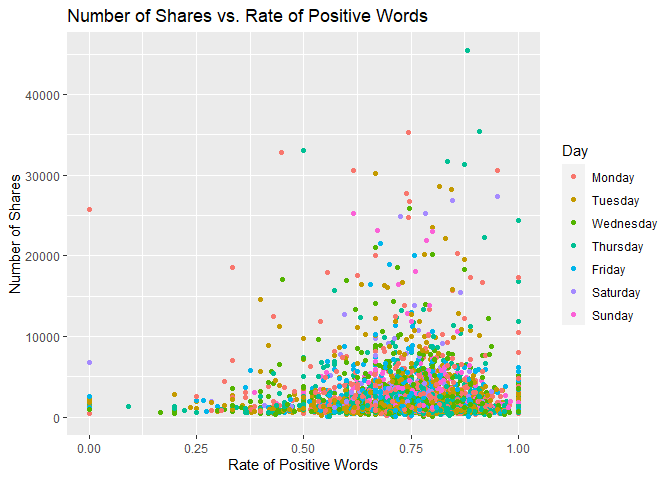 Number of Shares vs. Rate of Positive Words
Number of Shares
40000
30000
20000
10000
0
0.00 0.25 0.50 0.75 1.00
Rate of Positive Words
Day
Monday
Tuesday
Wednesday
Thursday
Friday
Saturday
Sunday